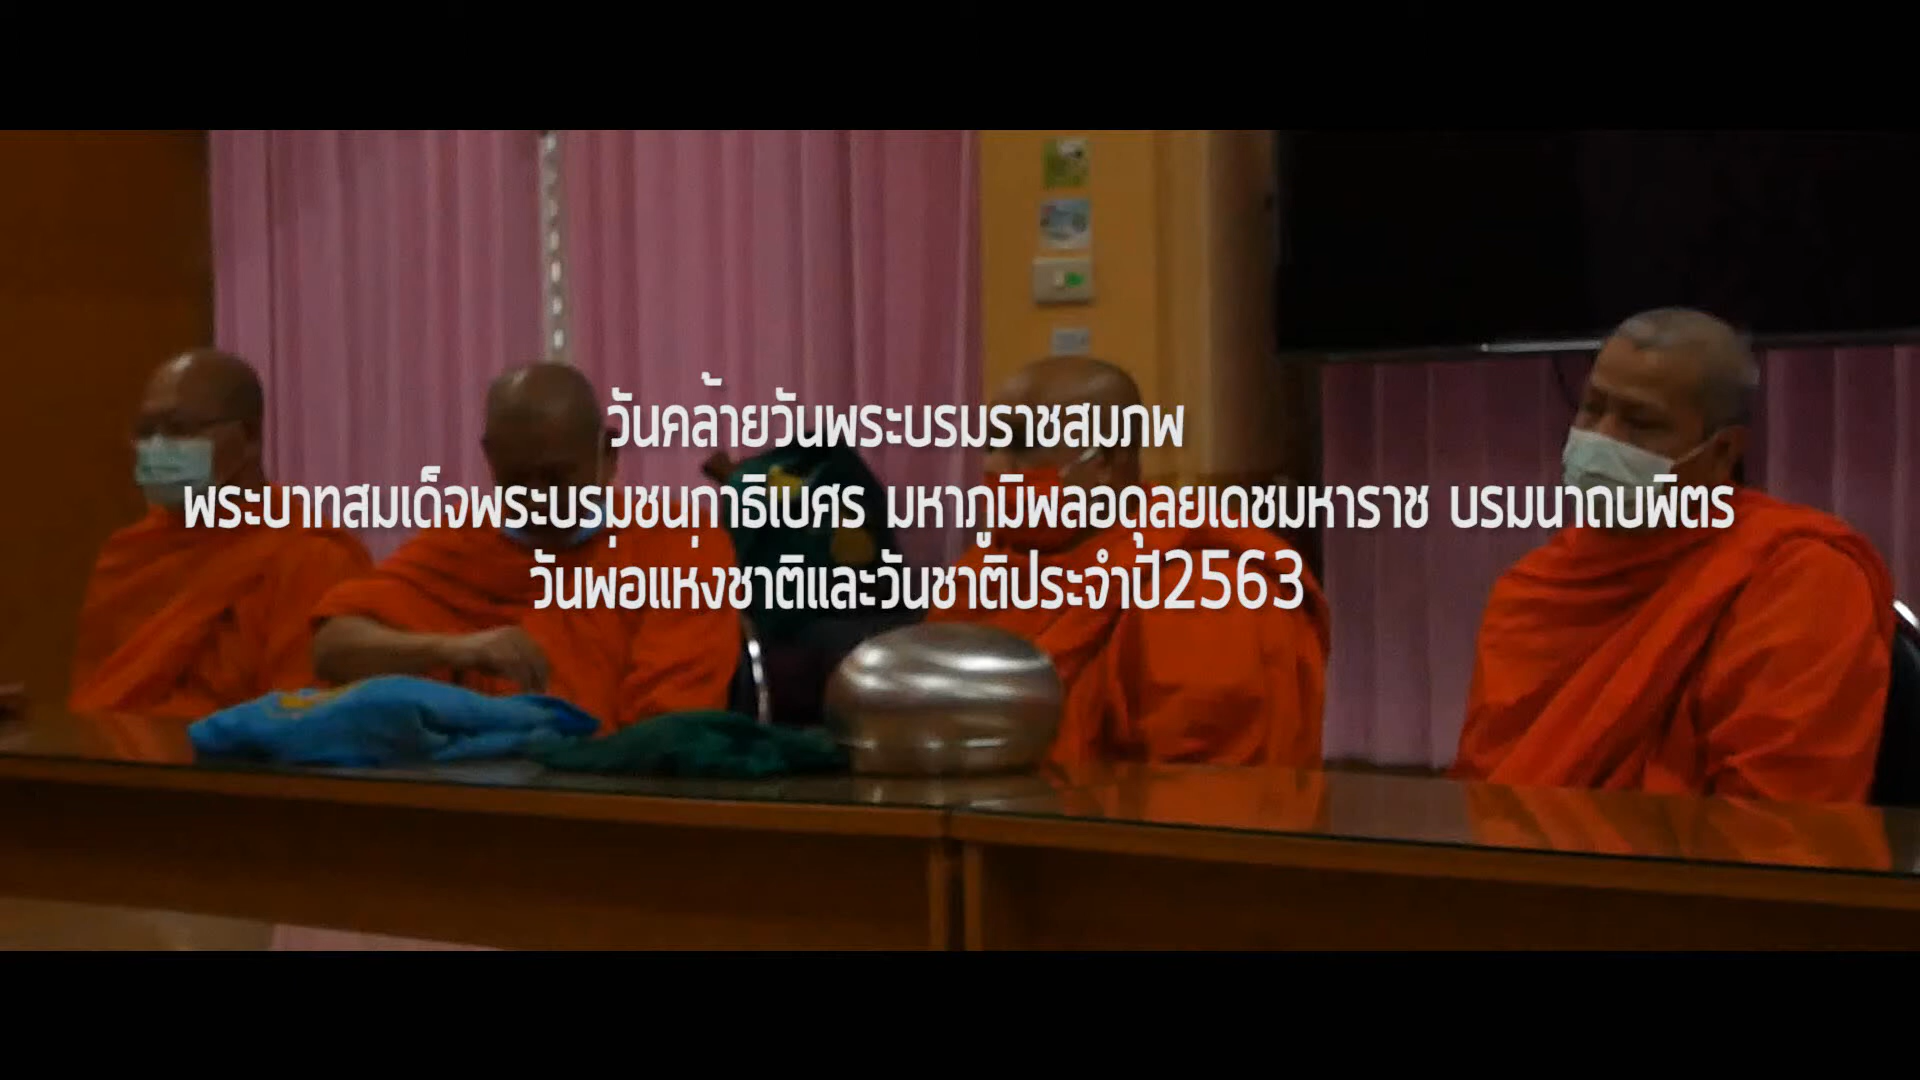 วันคล้ายวันพระบรมราชสมภพ
พระบาทสมเด็จพระบรมชนกาธิเบศร มหาภูมิพลอดุลยเดชมหาราช บรมนาถบพิตร
วันพ่อแห่งชาติและวันชาติประจำปี2563